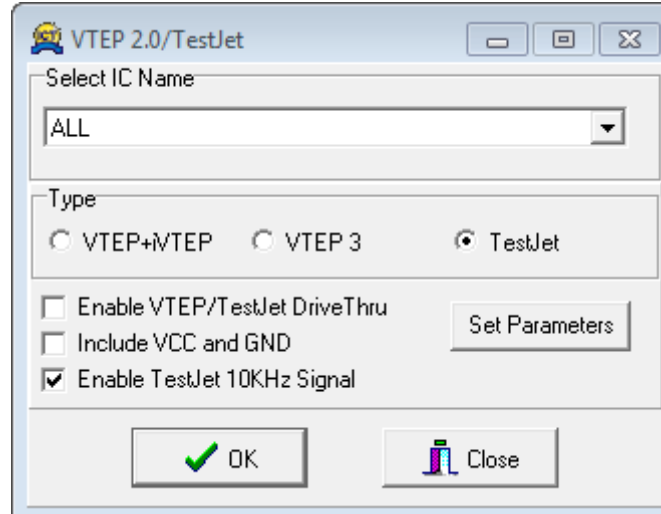 VTEP 2.0/TestJet
Select IC Name
ALL
Type
VTEP+iVTEP VTEP 3 TestJet
Enable VTEP/TestJet DriveThru
Include VCC and GND
Set Parameters
Enable TestJet 10KHz Signal
OK Close